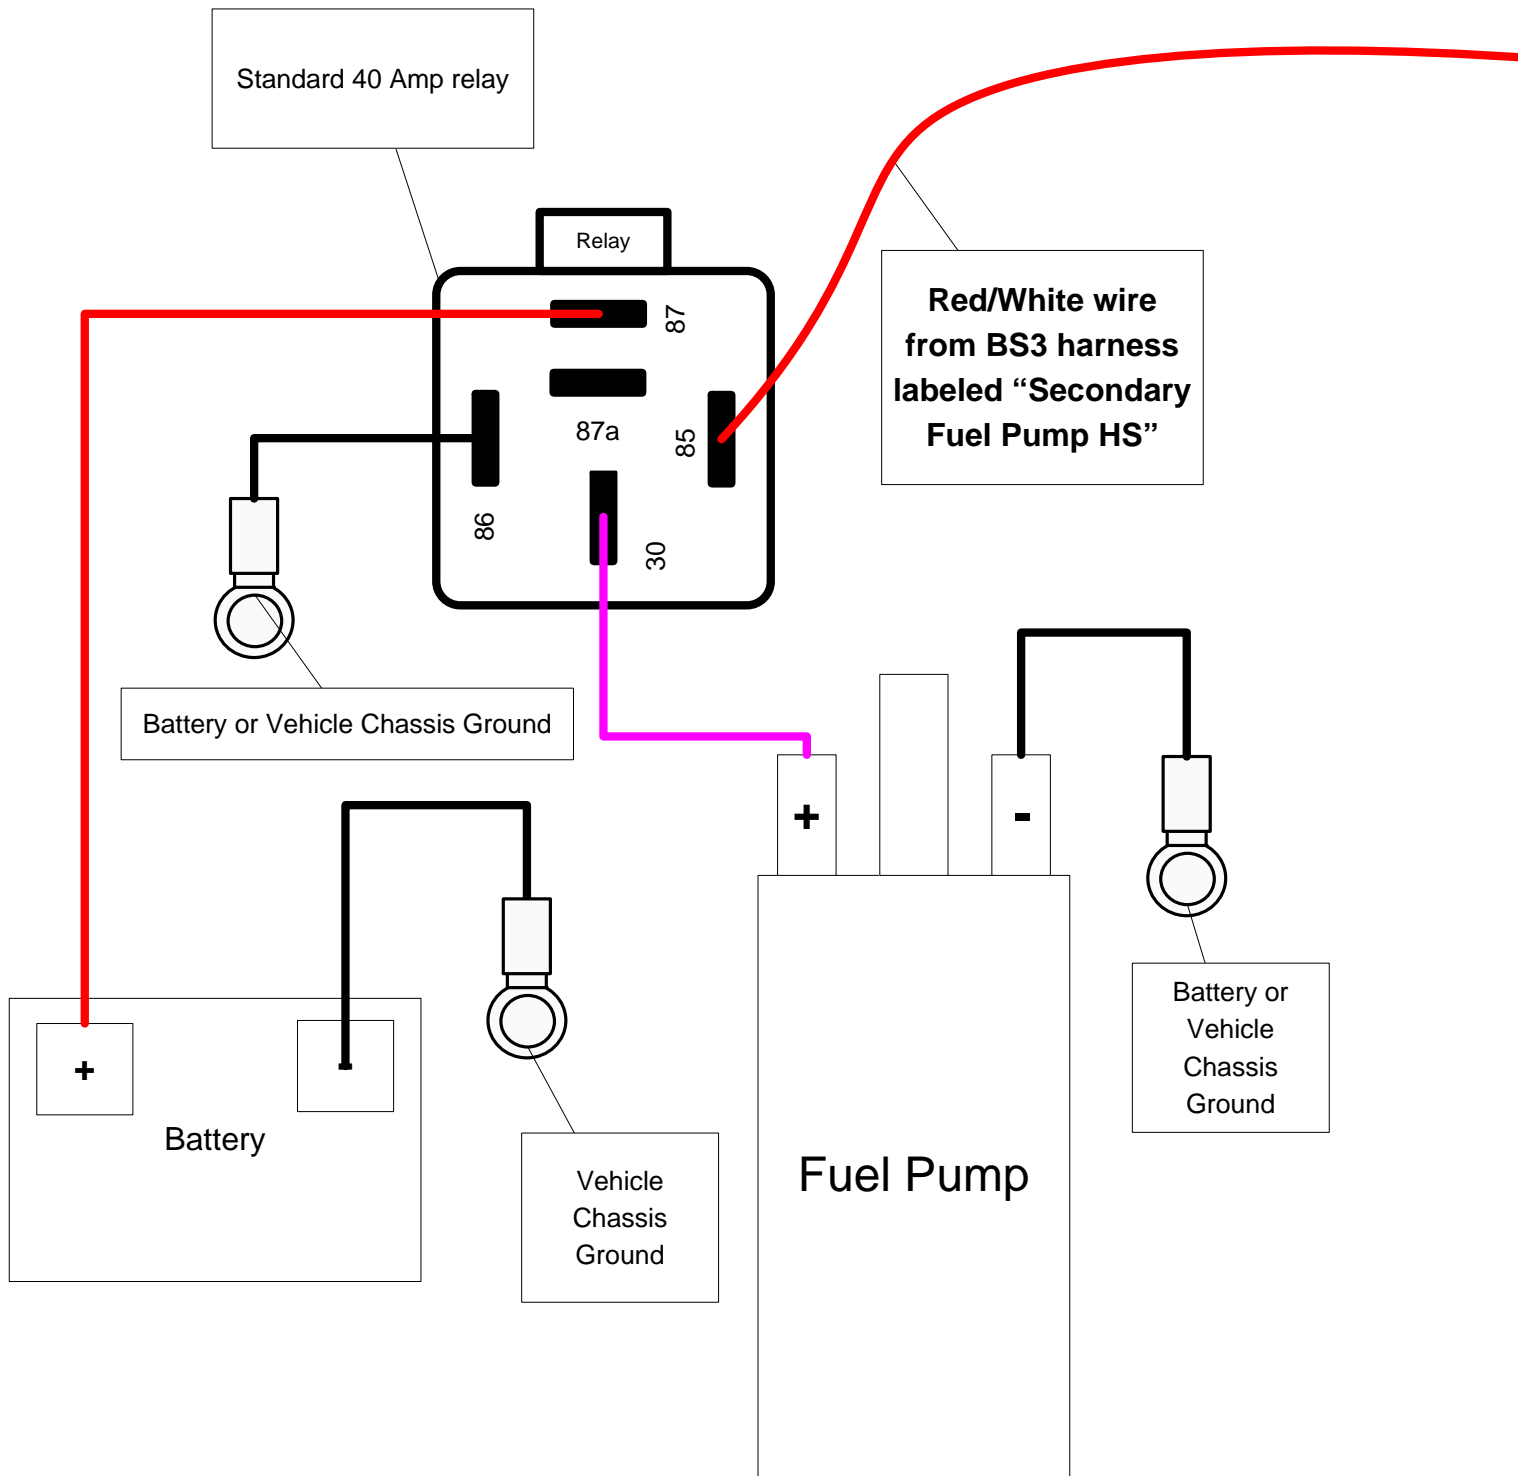 Standard 40 Amp relay
Relay
87
87a
85
86
30
Red/White wire
from BS3 harness
labeled “Secondary
Fuel Pump HS”
Battery or Vehicle Chassis Ground
+
-
Battery
Vehicle
Chassis
Ground
+
-
Fuel Pump
Battery or
Vehicle
Chassis
Ground